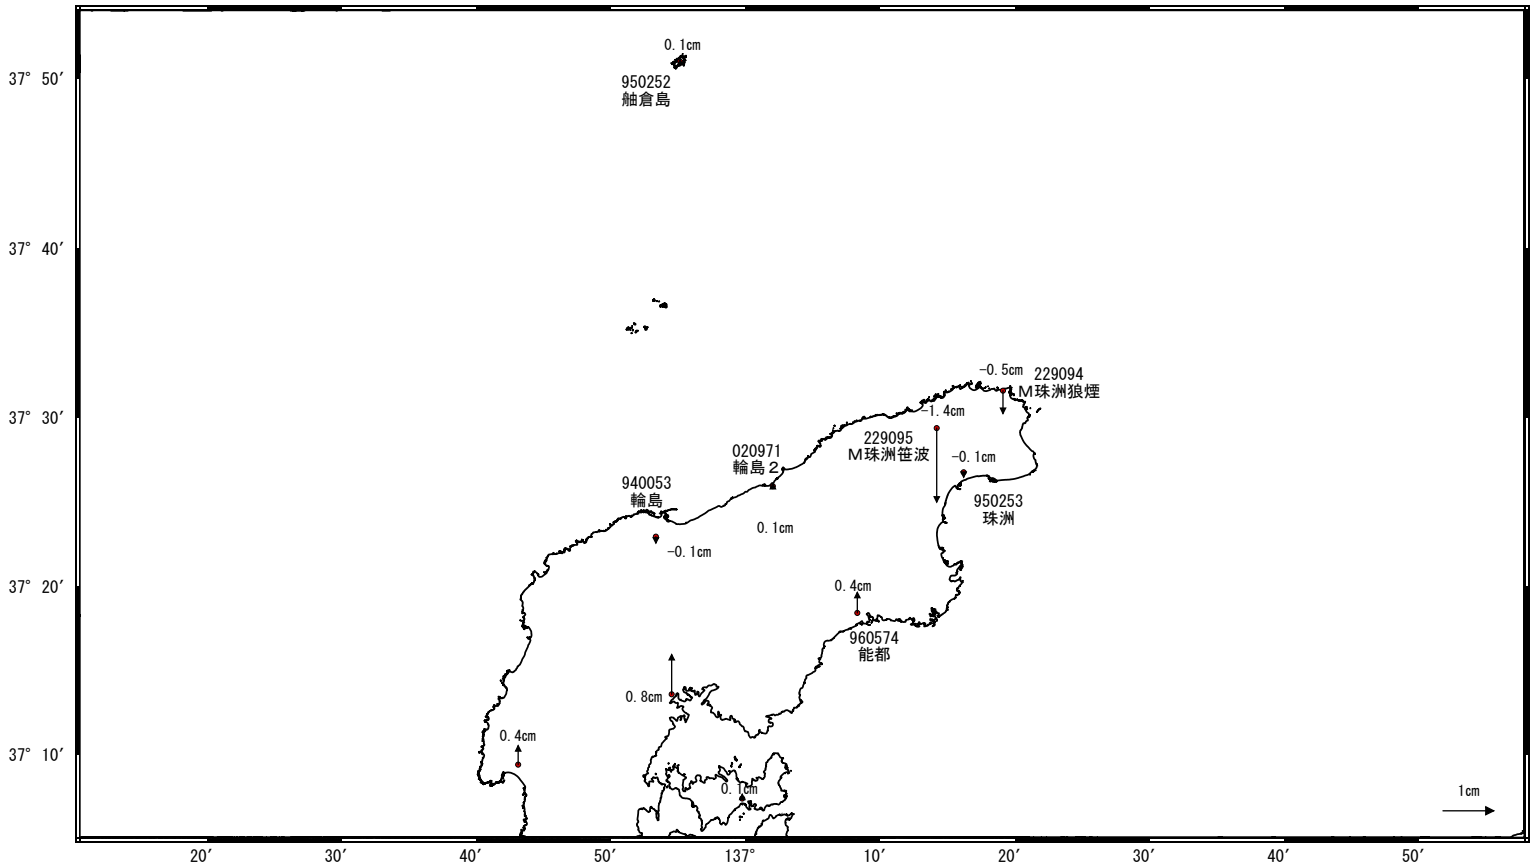 0.1cm
37° 50′
950252
舳倉島
37° 40′
-0.5cm
229094
M珠洲狼煙
37° 30′
-1.4cm
229095
M珠洲笹波
-0.1cm
020971
輪島2
940053
輪島
950253
珠洲
0.1cm
-0.1cm
37° 20′
0.4cm
960574
能都
0.8cm
0.4cm
37° 10′
0.1cm
1cm
20′ 30′ 40′ 50′ 137° 10′ 20′ 30′ 40′ 50′